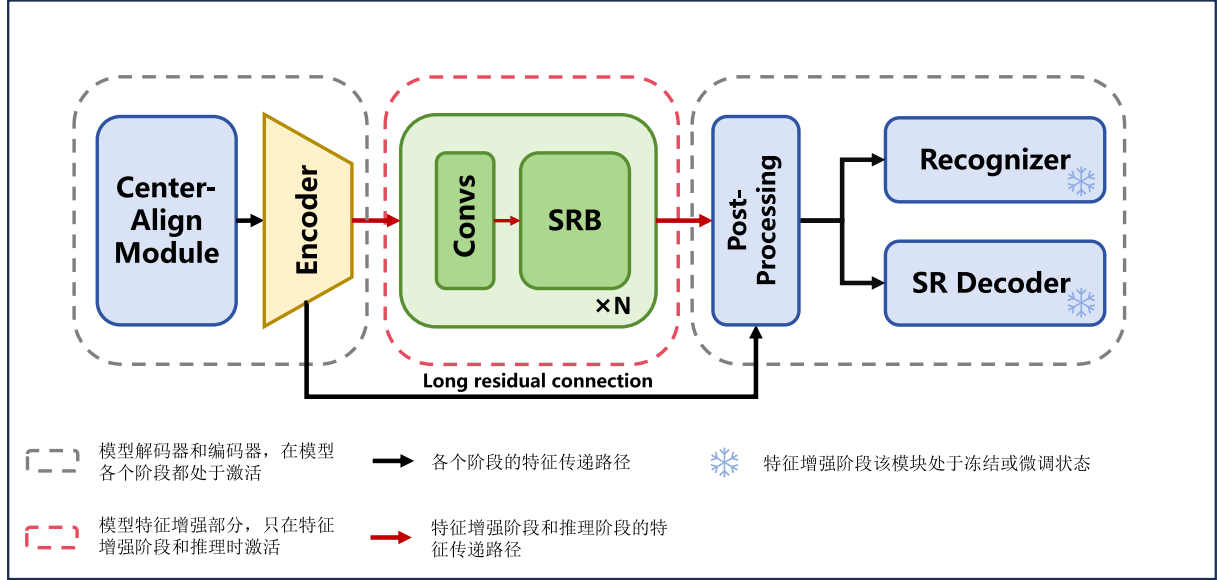 Center-
Align
Module
Encoder
Convs
SRB
×N
Post-
Processing
Recognizer
SR Decoder
Long residual connection
模型解码器和编码器，在模型
各个阶段都处于激活
各个阶段的特征传递路径
特征增强阶段该模块处于冻结或微调状态
模型特征增强部分，只在特征
增强阶段和推理时激活
特征增强阶段和推理阶段的特
征传递路径